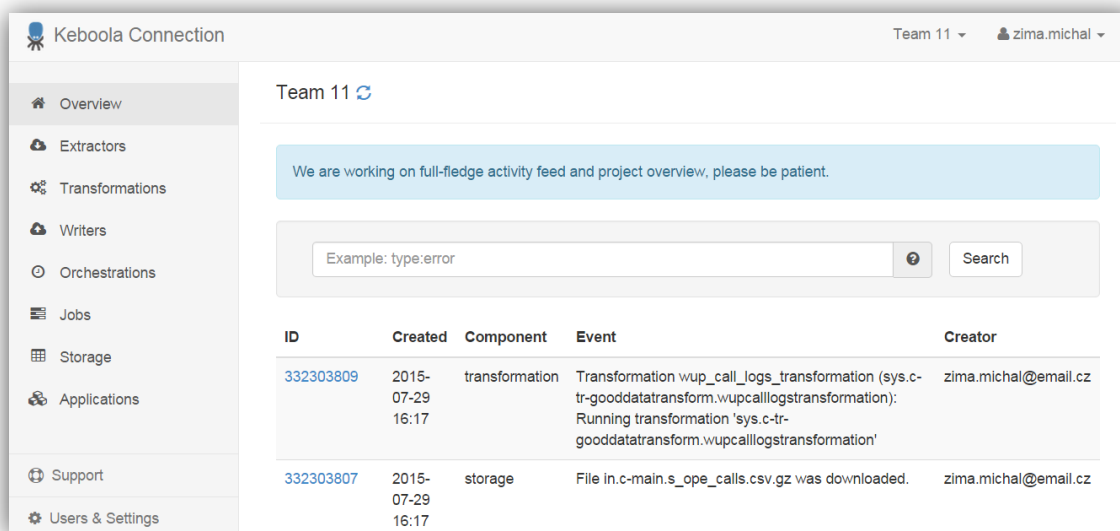 Keboola Connection
Team 11
zima.michal
Overview
Extractors
Transformations
Writers
Orchestrations
Jobs
Storage
Applications
Support
Users & Settings
Team 11
We are working on full-fledge activity feed and project overview, please be patient.
Example: type:error
Search
ID Created Component Event Creator
332303809 2015- transformation Transformation wup_call_logs_transformation (sys.c- zima.michal@email.cz
07-29 tr-gooddatatransform.wupcalllogstransformation):
16:17 Running transformation 'sys.c-tr-
gooddatatransform.wupcalllogstransformation'
332303807 2015- storage File in.c-main.s_ope_calls.csv.gz was downloaded. zima.michal@email.cz
07-29
16:17